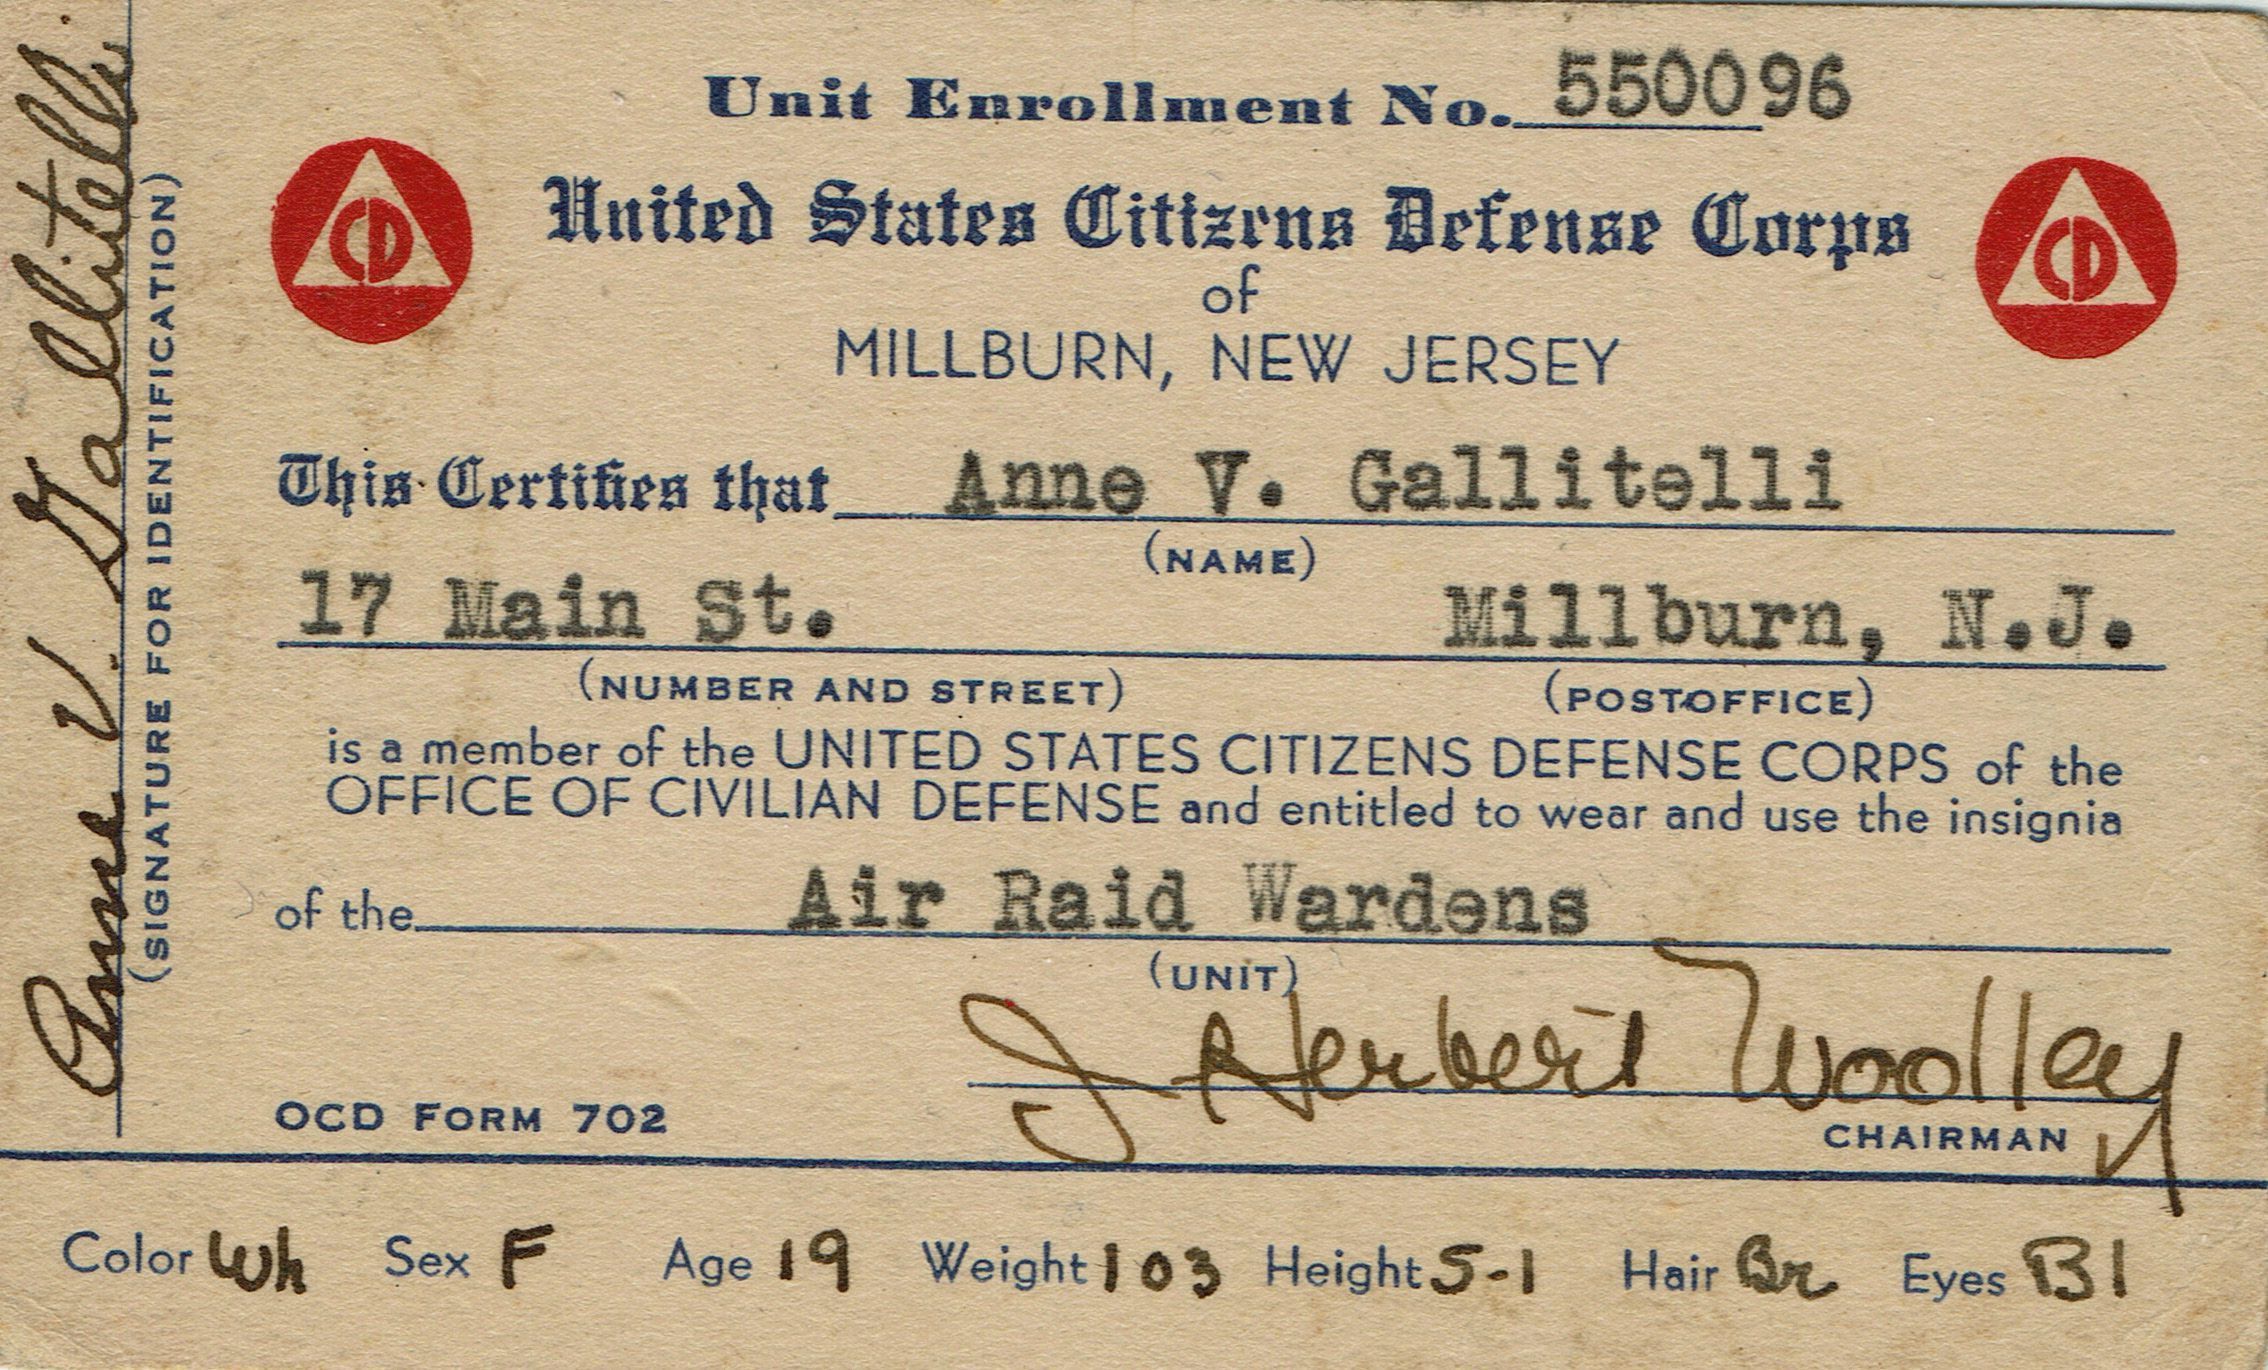 Unit Enrollment No. 550096
CD
CD
United States Citizens Defense Corps
of
MILLBURN, NEW JERSEY
This Certifies that Anne V. Gallitelli
(NAME)
17 Main St. Millburn, N.J.
(NUMBER AND STREET) (POSTOFFICE)
is a member of the UNITED STATES CITIZENS DEFENSE CORPS of the
OFFICE OF CIVILIAN DEFENSE and entitled to wear and use the insignia
of the Air Raid Wardens
(UNIT)
J Herbert Woolley
OCD FORM 702 CHAIRMAN
Color Wh Sex F Age 19 Weight 103 Height 5-1 Hair Br Eyes Bl
Anne V. Gallitelli
(SIGNATURE FOR IDENTIFICATION)